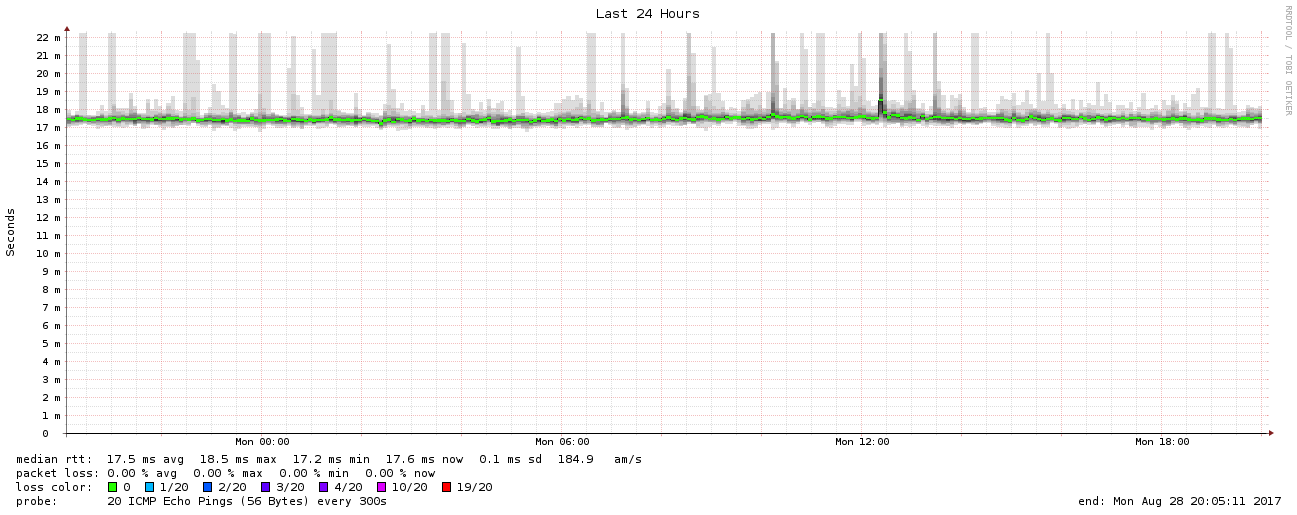 Last 24 Hours
RRDTOOL / TOBI OETIKER
Seconds
22 m
21 m
20 m
19 m
18 m
17 m
16 m
15 m
14 m
13 m
12 m
11 m
10 m
9 m
8 m
7 m
6 m
5 m
4 m
3 m
2 m
1 m
0
Mon 00:00 Mon 06:00 Mon 12:00 Mon 18:00
median rtt: 17.5 ms avg 18.5 ms max 17.2 ms min 17.6 ms now 0.1 ms sd 184.9 am/s
packet loss: 0.00 % avg 0.00 % max 0.00 % min 0.00 % now
loss color: 0 1/20 2/20 3/20 4/20 10/20 19/20
probe: 20 ICMP Echo Pings (56 Bytes) every 300s end: Mon Aug 28 20:05:11 2017